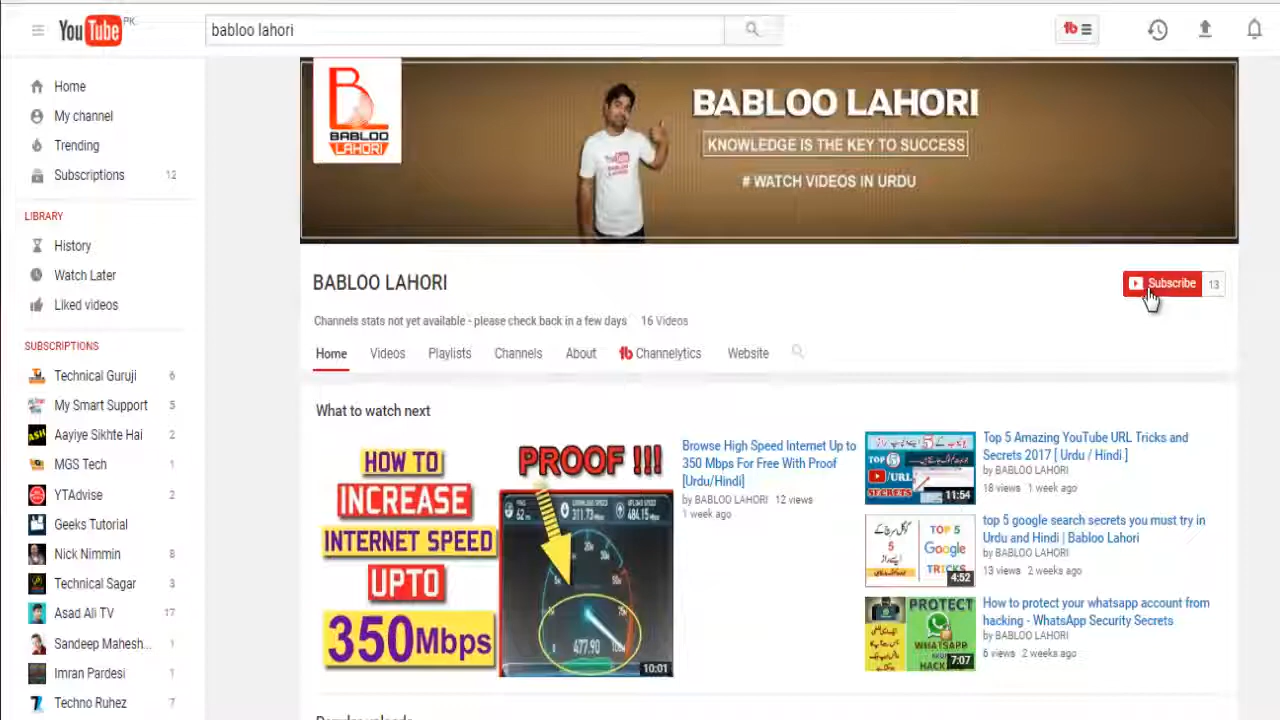 YouTube PK
babloo lahori
Home
My channel
Trending
Subscriptions 12
LIBRARY
History
Watch Later
Liked videos
SUBSCRIPTIONS
Technical Guruji 6
My Smart Support 5
Aayiye Sikhte Hai 2
MGS Tech 1
YTAdvise 2
Geeks Tutorial
Nick Nimmin 8
Technical Sagar 3
Asad Ali TV 17
Sandeep Mahesh... 1
Imran Pardesi 1
Techno Ruhez 7
BABLOO
LAHORI
BABLOO LAHORI
KNOWLEDGE IS THE KEY TO SUCCESS
# WATCH VIDEOS IN URDU
BABLOO LAHORI
Subscribe 13
Channels stats not yet available - please check back in a few days 16 Videos
Home Videos Playlists Channels About Channelytics Website
What to watch next
HOW TO
INCREASE
INTERNET SPEED
UPTO
350Mbps
PROOF !!!
477.90
10:01
Browse High Speed Internet Up to
350 Mbps For Free With Proof
[Urdu/Hindi]
by BABLOO LAHORI 12 views
1 week ago
TOP 5
URL
SECRETS
11:54
Top 5 Amazing YouTube URL Tricks and
Secrets 2017 [ Urdu / Hindi ]
by BABLOO LAHORI
18 views 1 week ago
TOP 5
Google
TRICKS
4:52
top 5 google search secrets you must try in
Urdu and Hindi | Babloo Lahori
by BABLOO LAHORI
13 views 2 weeks ago
PROTECT
7:07
How to protect your whatsapp account from
hacking - WhatsApp Security Secrets
by BABLOO LAHORI
6 views 2 weeks ago